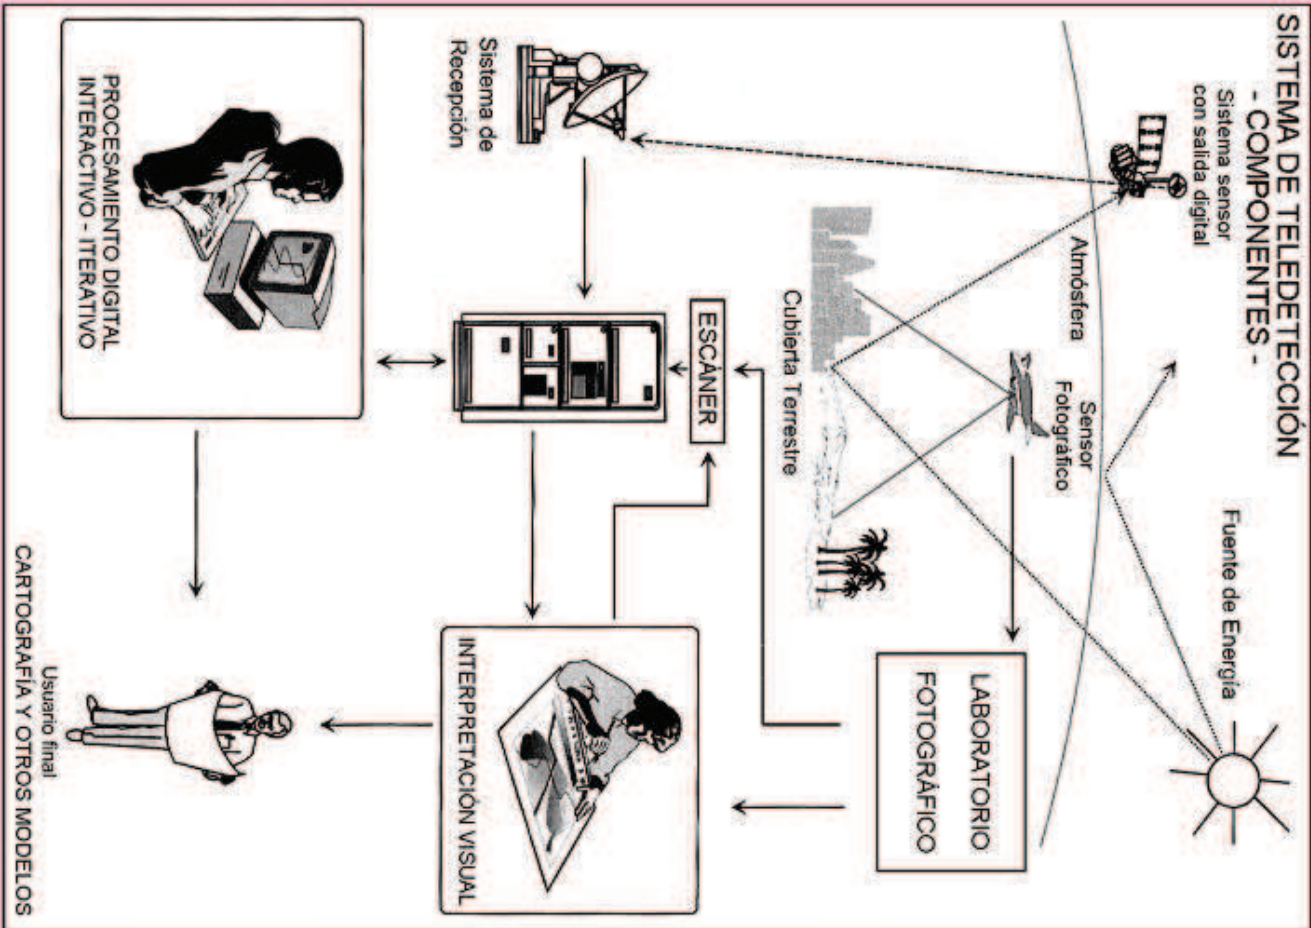 SISTEMA DE TELEDETECCIÓN
- COMPONENTES -
Sistema sensor
con salida digital
Fuente de Energía
Atmósfera
Sensor
Fotográfico
Cubierta Terrestre
LABORATORIO
FOTOGRÁFICO
Sistema de
Recepción
ESCÁNER
INTERPRETACIÓN VISUAL
PROCESAMIENTO DIGITAL
INTERACTIVO - ITERATIVO
Usuario final
CARTOGRAFÍA Y OTROS MODELOS